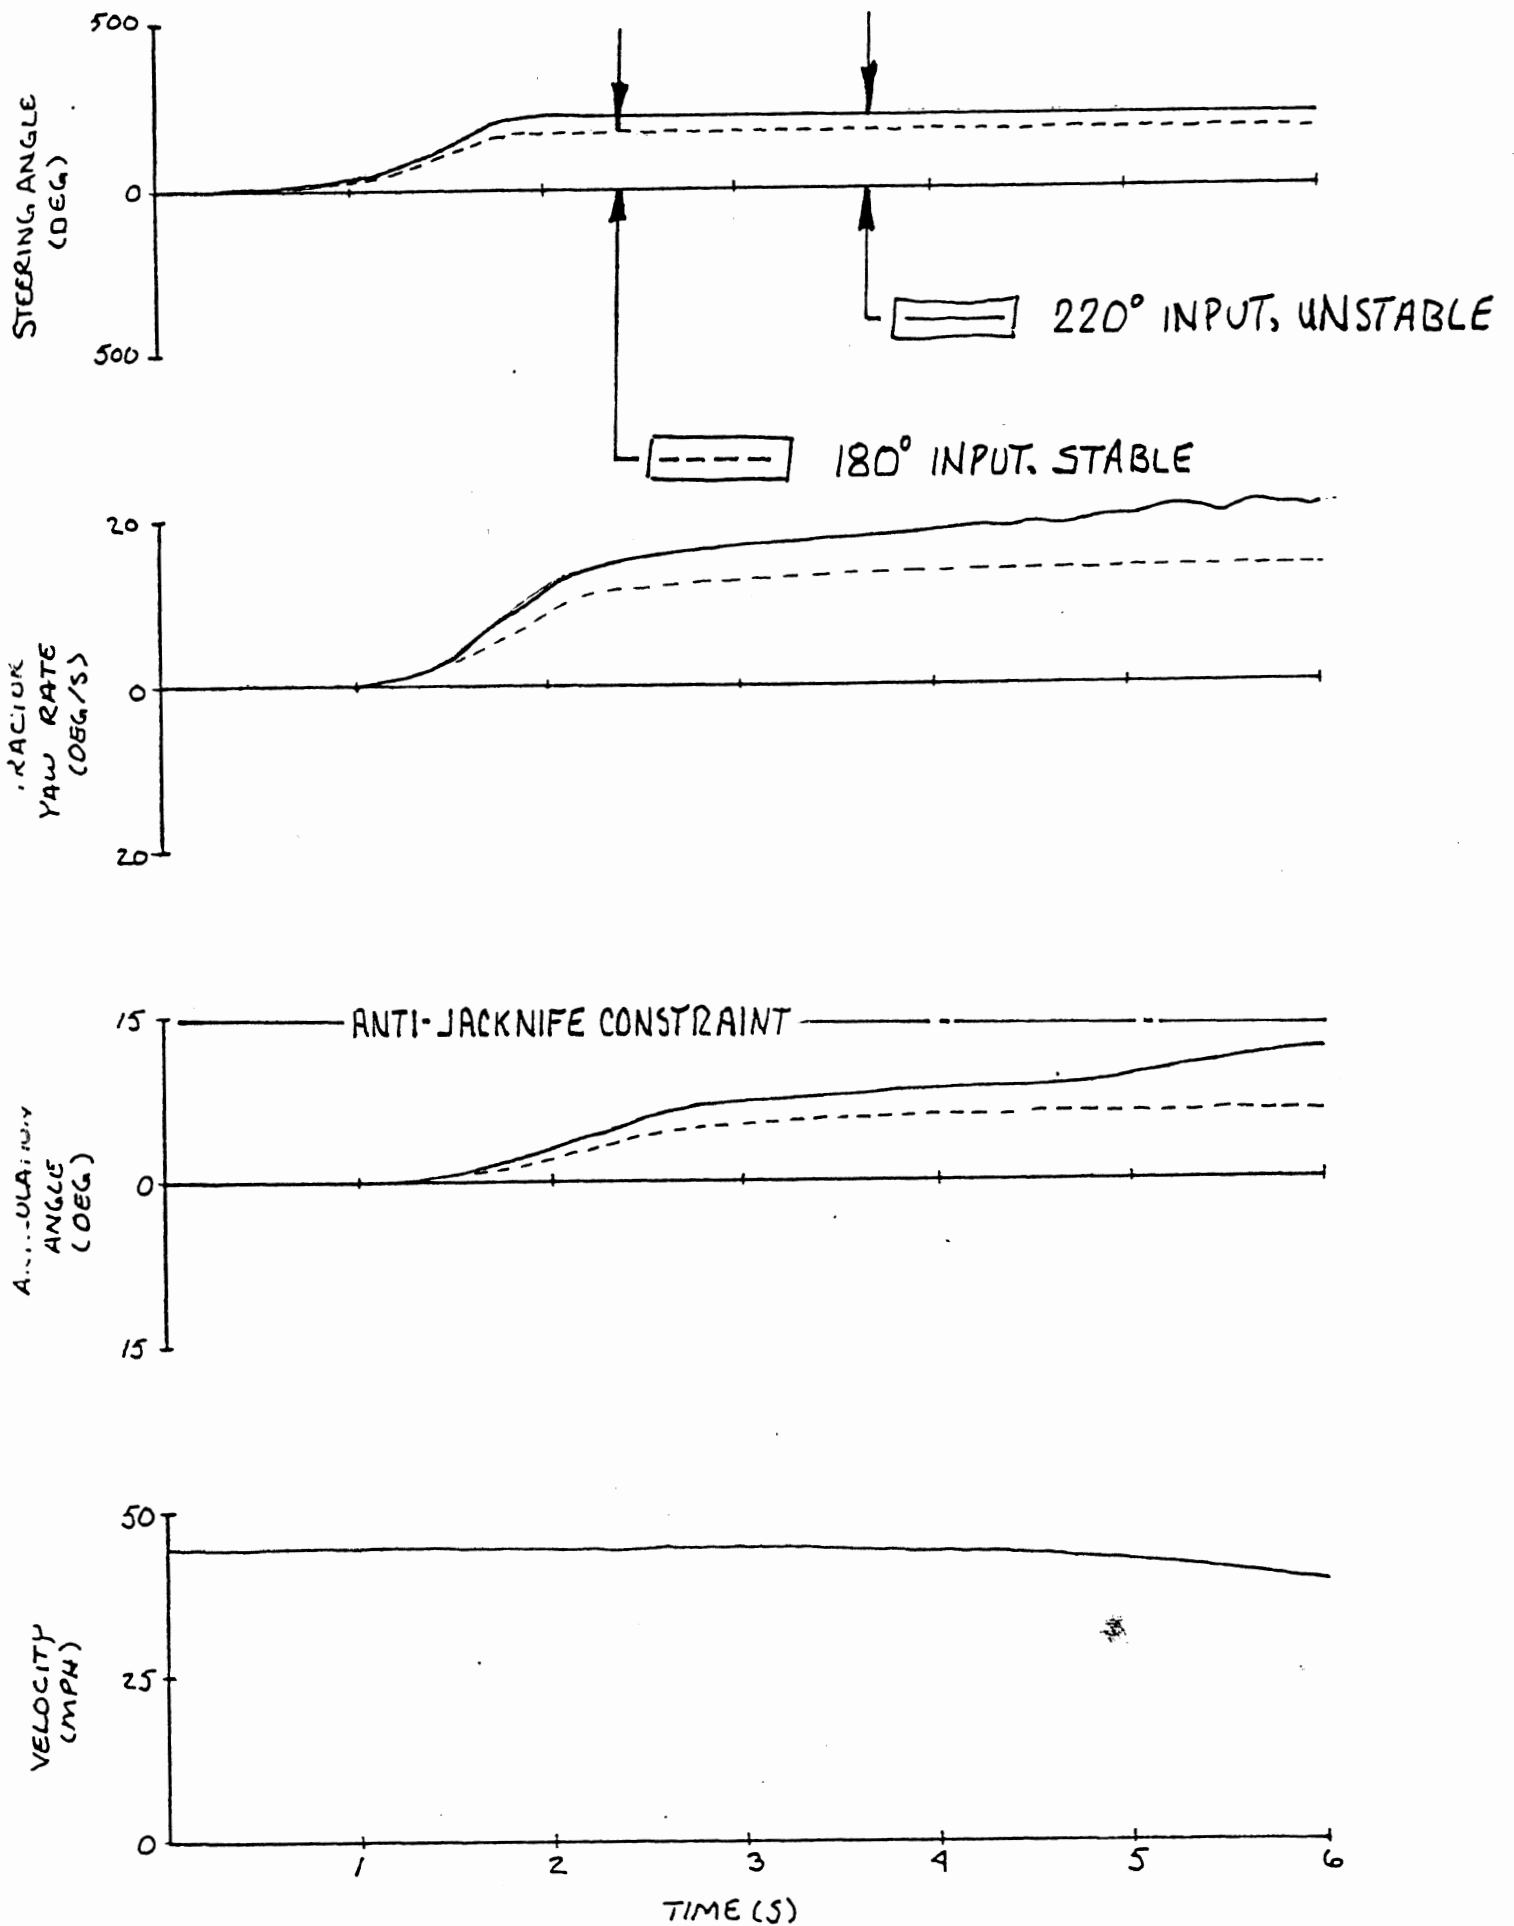 500
STEERING ANGLE
(DEG)
0
500
220° INPUT, UNSTABLE
180° INPUT. STABLE
20
YAW RATE
(DEG/S)
0
20
15
ANTI-JACKNIFE CONSTRAINT
ANGLE
(DEG)
0
15
50
VELOCITY
(MPH)
25
0
1 2 3 4 5 6
TIME (S)